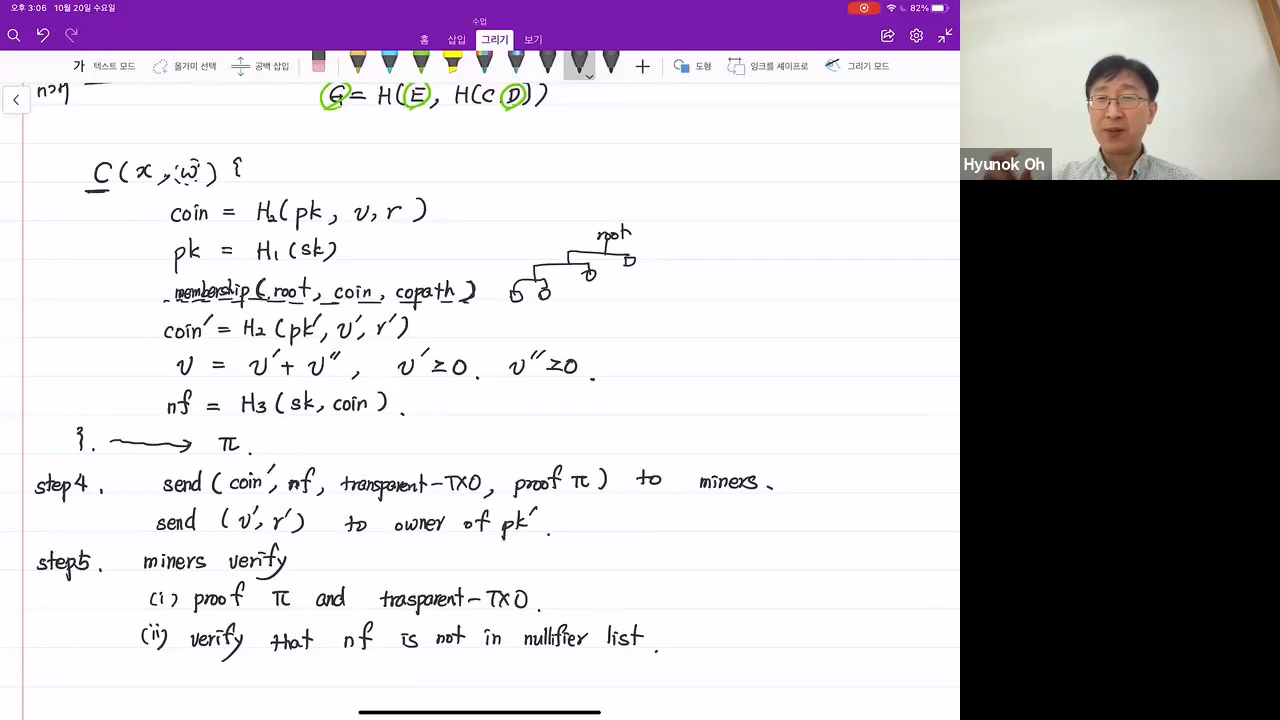 오후 3:06 10월 20일 수요일
82%
수업
홈 삽입 그리기 보기
가 텍스트 모드 올가미 선택 공백 삽입 도형 잉크를 셰이프로 그리기 모드
G = H(E, H(C, D))
C(x, w) {
coin = H₂(pk, v, r)
pk = H₁(sk)
root
membership(root, coin, copath)
coin′ = H₂(pk′, v′, r′)
v = v′ + v″, v′ ≥ 0. v″ ≥ 0.
nf = H₃(sk, coin).
}. ⟶ π.
step4. send(coin′, nf, transparent-TXO, proof π) to miners.
send (v′, r′) to owner of pk′.
step5. miners verify
(i) proof π and trasparent-TXO.
(ii) verify that nf is not in nullifier list.
Hyunok Oh